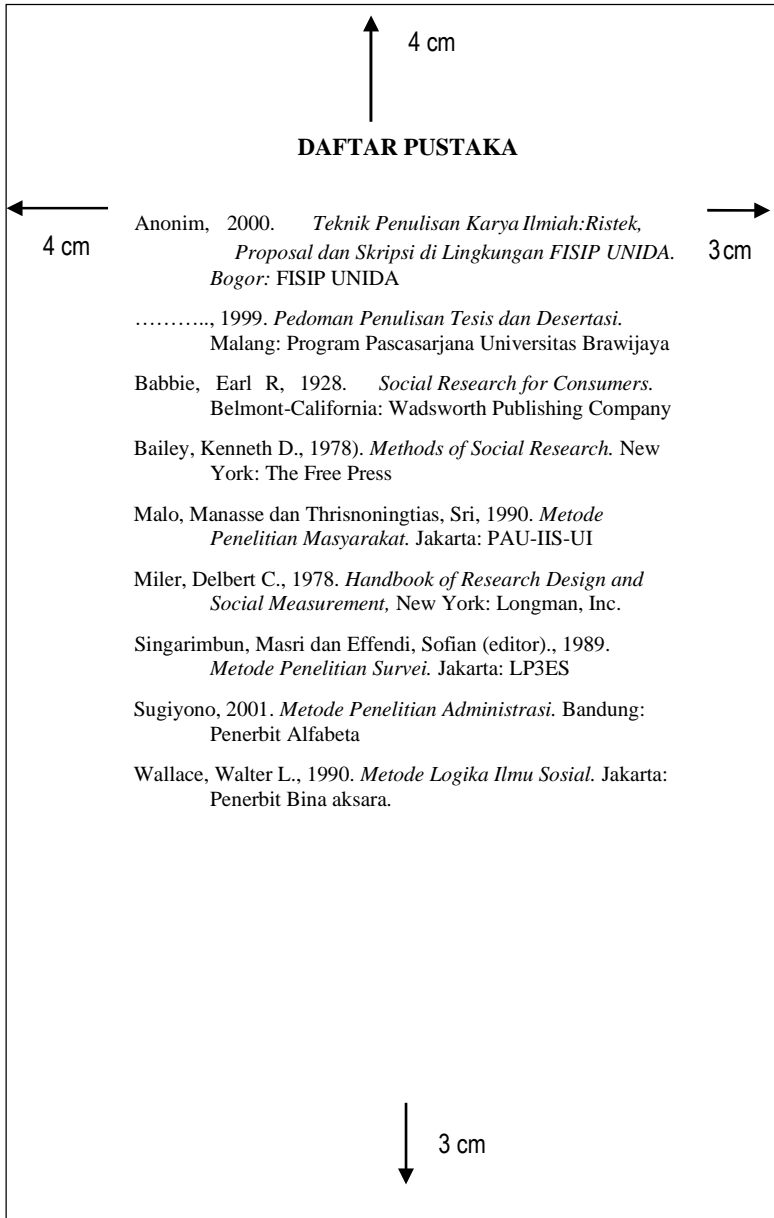 4 cm
DAFTAR PUSTAKA
4 cm
3 cm
Anonim, 2000. Teknik Penulisan Karya Ilmiah:Ristek,
Proposal dan Skripsi di Lingkungan FISIP UNIDA.
Bogor: FISIP UNIDA
……….., 1999. Pedoman Penulisan Tesis dan Desertasi.
Malang: Program Pascasarjana Universitas Brawijaya
Babbie, Earl R, 1928. Social Research for Consumers.
Belmont-California: Wadsworth Publishing Company
Bailey, Kenneth D., 1978). Methods of Social Research. New
York: The Free Press
Malo, Manasse dan Thrisnoningtias, Sri, 1990. Metode
Penelitian Masyarakat. Jakarta: PAU-IIS-UI
Miler, Delbert C., 1978. Handbook of Research Design and
Social Measurement, New York: Longman, Inc.
Singarimbun, Masri dan Effendi, Sofian (editor)., 1989.
Metode Penelitian Survei. Jakarta: LP3ES
Sugiyono, 2001. Metode Penelitian Administrasi. Bandung:
Penerbit Alfabeta
Wallace, Walter L., 1990. Metode Logika Ilmu Sosial. Jakarta:
Penerbit Bina aksara.
3 cm